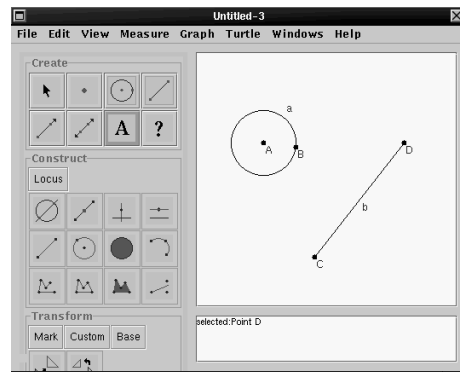 Untitled-3
File Edit View Measure Graph Turtle Windows Help
Create
A ?
Construct
Locus
Transform
Mark Custom Base
a
A
B
D
b
C
selected:Point D